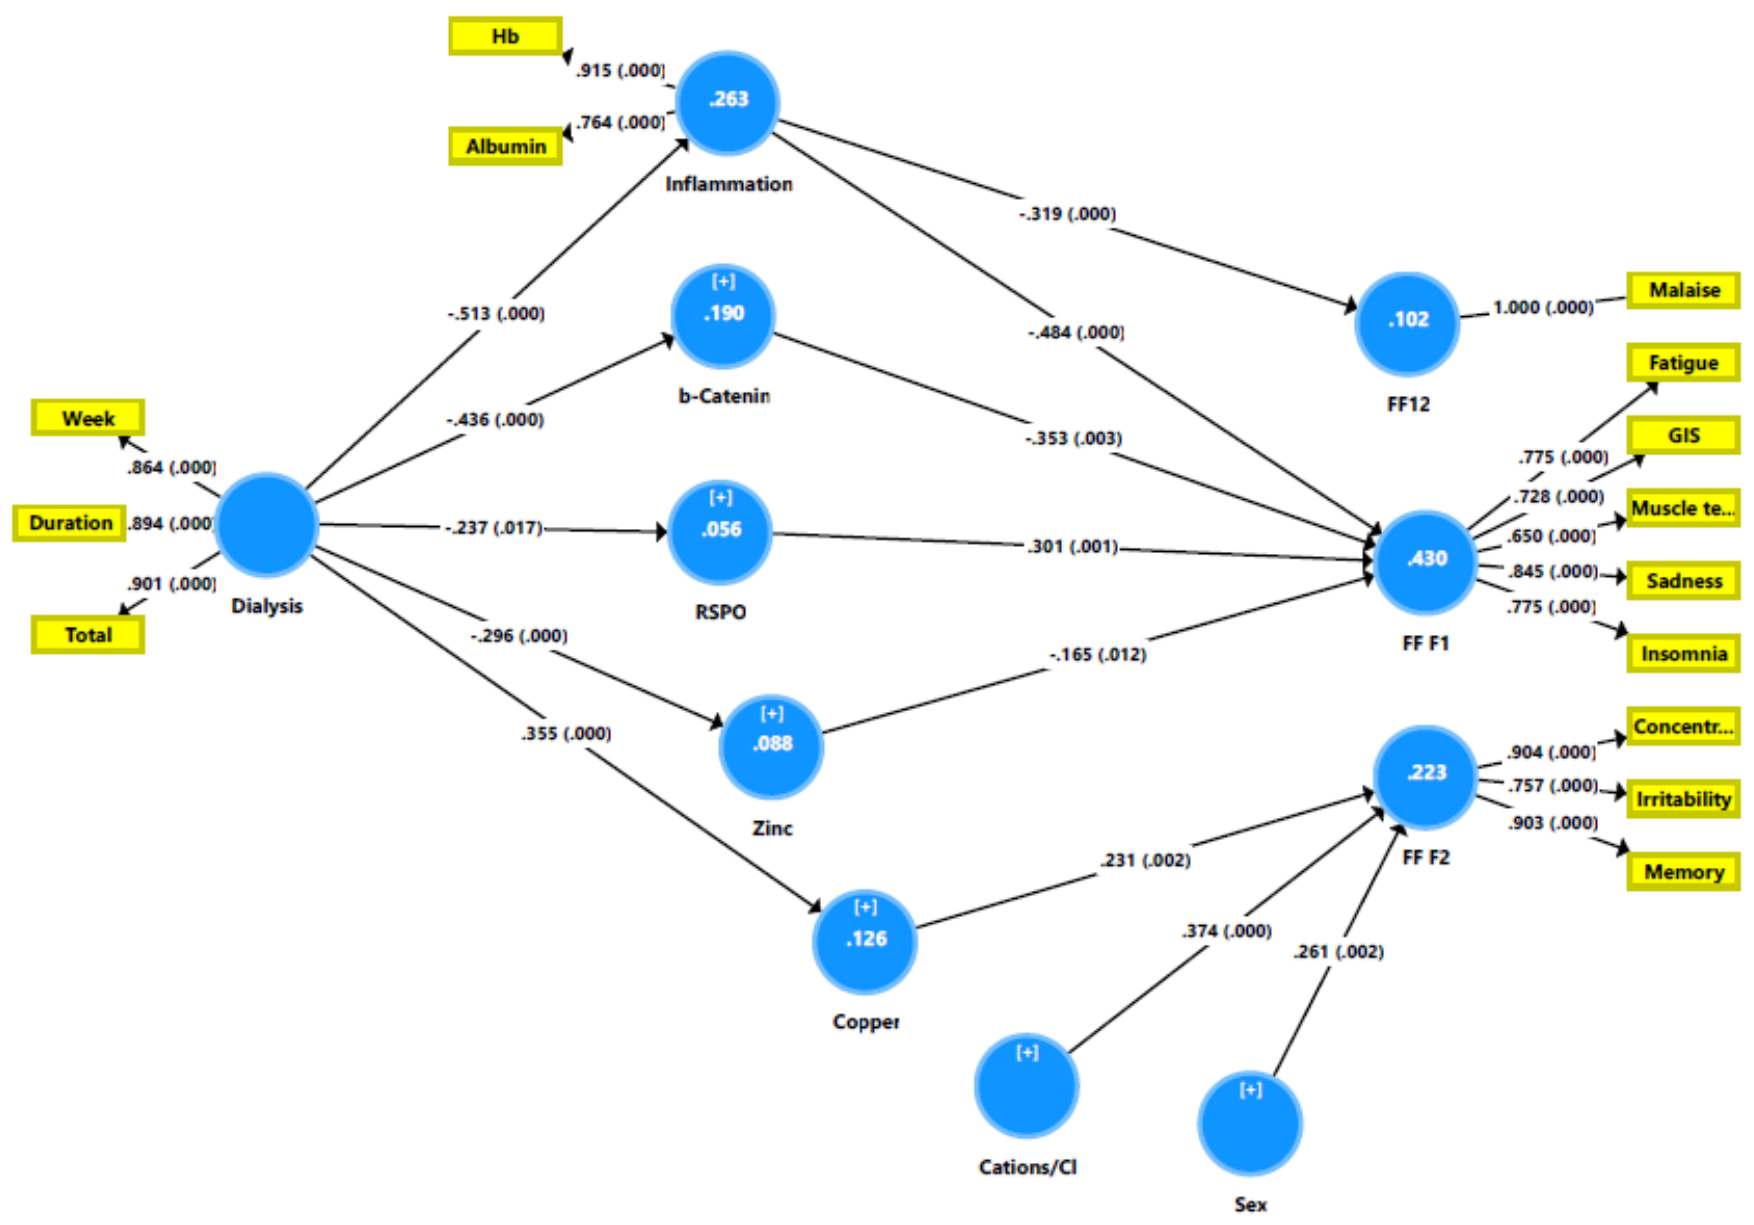 Hb
.915 (.000)
.764 (.000)
Albumin
.263
Inflammation
-.319 (.000)
-.484 (.000)
-.513 (.000)
[+]
.190
b-Catenin
-.436 (.000)
-.353 (.003)
.102
FF12
1.000 (.000)
Malaise
Fatigue
GIS
Muscle te...
Sadness
Insomnia
.775 (.000)
.728 (.000)
.650 (.000)
.845 (.000)
.775 (.000)
Week
.864 (.000)
Duration
.894 (.000)
.901 (.000)
Total
Dialysis
-.237 (.017)
[+]
.056
RSPO
.301 (.001)
.430
FF F1
-.296 (.000)
-.165 (.012)
[+]
.088
Zinc
.355 (.000)
.223
FF F2
.904 (.000)
.757 (.000)
.903 (.000)
Concentr...
Irritability
Memory
.231 (.002)
[+]
.126
Copper
.374 (.000)
.261 (.002)
[+]
Cations/Cl
[+]
Sex